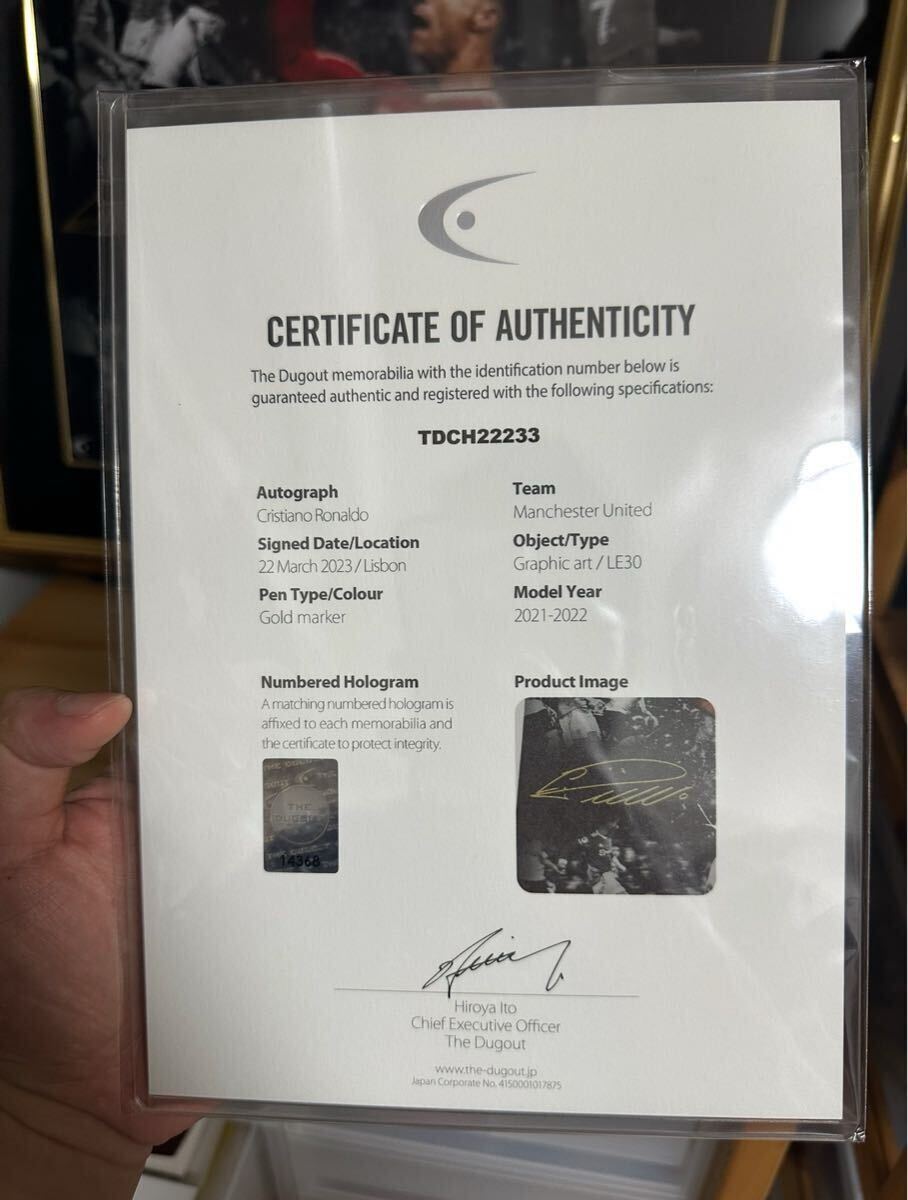 7
CERTIFICATE OF AUTHENTICITY
The Dugout memorabilia with the identification number below is
guaranteed authentic and registered with the following specifications:
TDCH22233
Autograph
Cristiano Ronaldo
Team
Manchester United
Signed Date/Location
22 March 2023 / Lisbon
Object/Type
Graphic art / LE30
Pen Type/Colour
Gold marker
Model Year
2021-2022
Numbered Hologram
A matching numbered hologram is
affixed to each memorabilia and
the certificate to protect integrity.
Product Image
THE
DUGOUT
14368
Hiroya Ito
Chief Executive Officer
The Dugout
www.the-dugout.jp
Japan Corporate No. 4150001017875